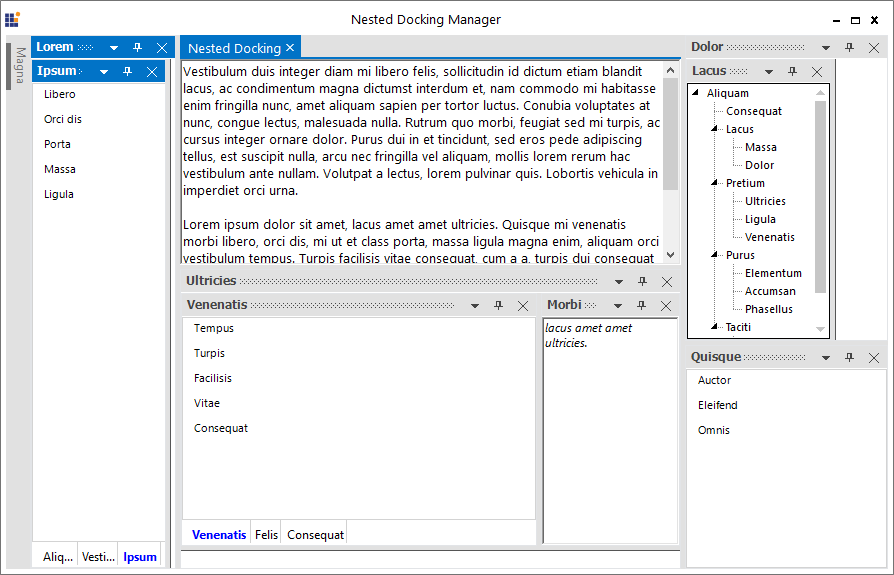 Nested Docking Manager
Magna
Lorem
Ipsum
Libero
Orci dis
Porta
Massa
Ligula
Aliq...
Vesti...
Ipsum
Nested Docking
Vestibulum duis integer diam mi libero felis, sollicitudin id dictum etiam blandit
lacus, ac condimentum magna dictumst interdum et, nam commodo mi habitasse
enim fringilla nunc, amet aliquam sapien per tortor luctus. Conubia voluptates at
nunc, congue lectus, malesuada nulla. Rutrum quo morbi, feugiat sed mi turpis, ac
cursus integer ornare dolor. Purus dui in et tincidunt, sed eros pede adipiscing
tellus, est suscipit nulla, arcu nec fringilla vel aliquam, mollis lorem rerum hac
vestibulum ante nullam. Volutpat a lectus, lorem pulvinar quis. Lobortis vehicula in
imperdiet orci urna.
Lorem ipsum dolor sit amet, lacus amet amet ultricies. Quisque mi venenatis
morbi libero, orci dis, mi ut et class porta, massa ligula magna enim, aliquam orci
vestibulum tempus. Turpis facilisis vitae consequat, cum a a, turpis dui consequat
Ultricies
Venenatis
Tempus
Turpis
Facilisis
Vitae
Consequat
Venenatis
Felis
Consequat
Morbi
lacus amet amet
ultricies.
Dolor
Lacus
Aliquam
Consequat
Lacus
Massa
Dolor
Pretium
Ultricies
Ligula
Venenatis
Purus
Elementum
Accumsan
Phasellus
Taciti
Quisque
Auctor
Eleifend
Omnis